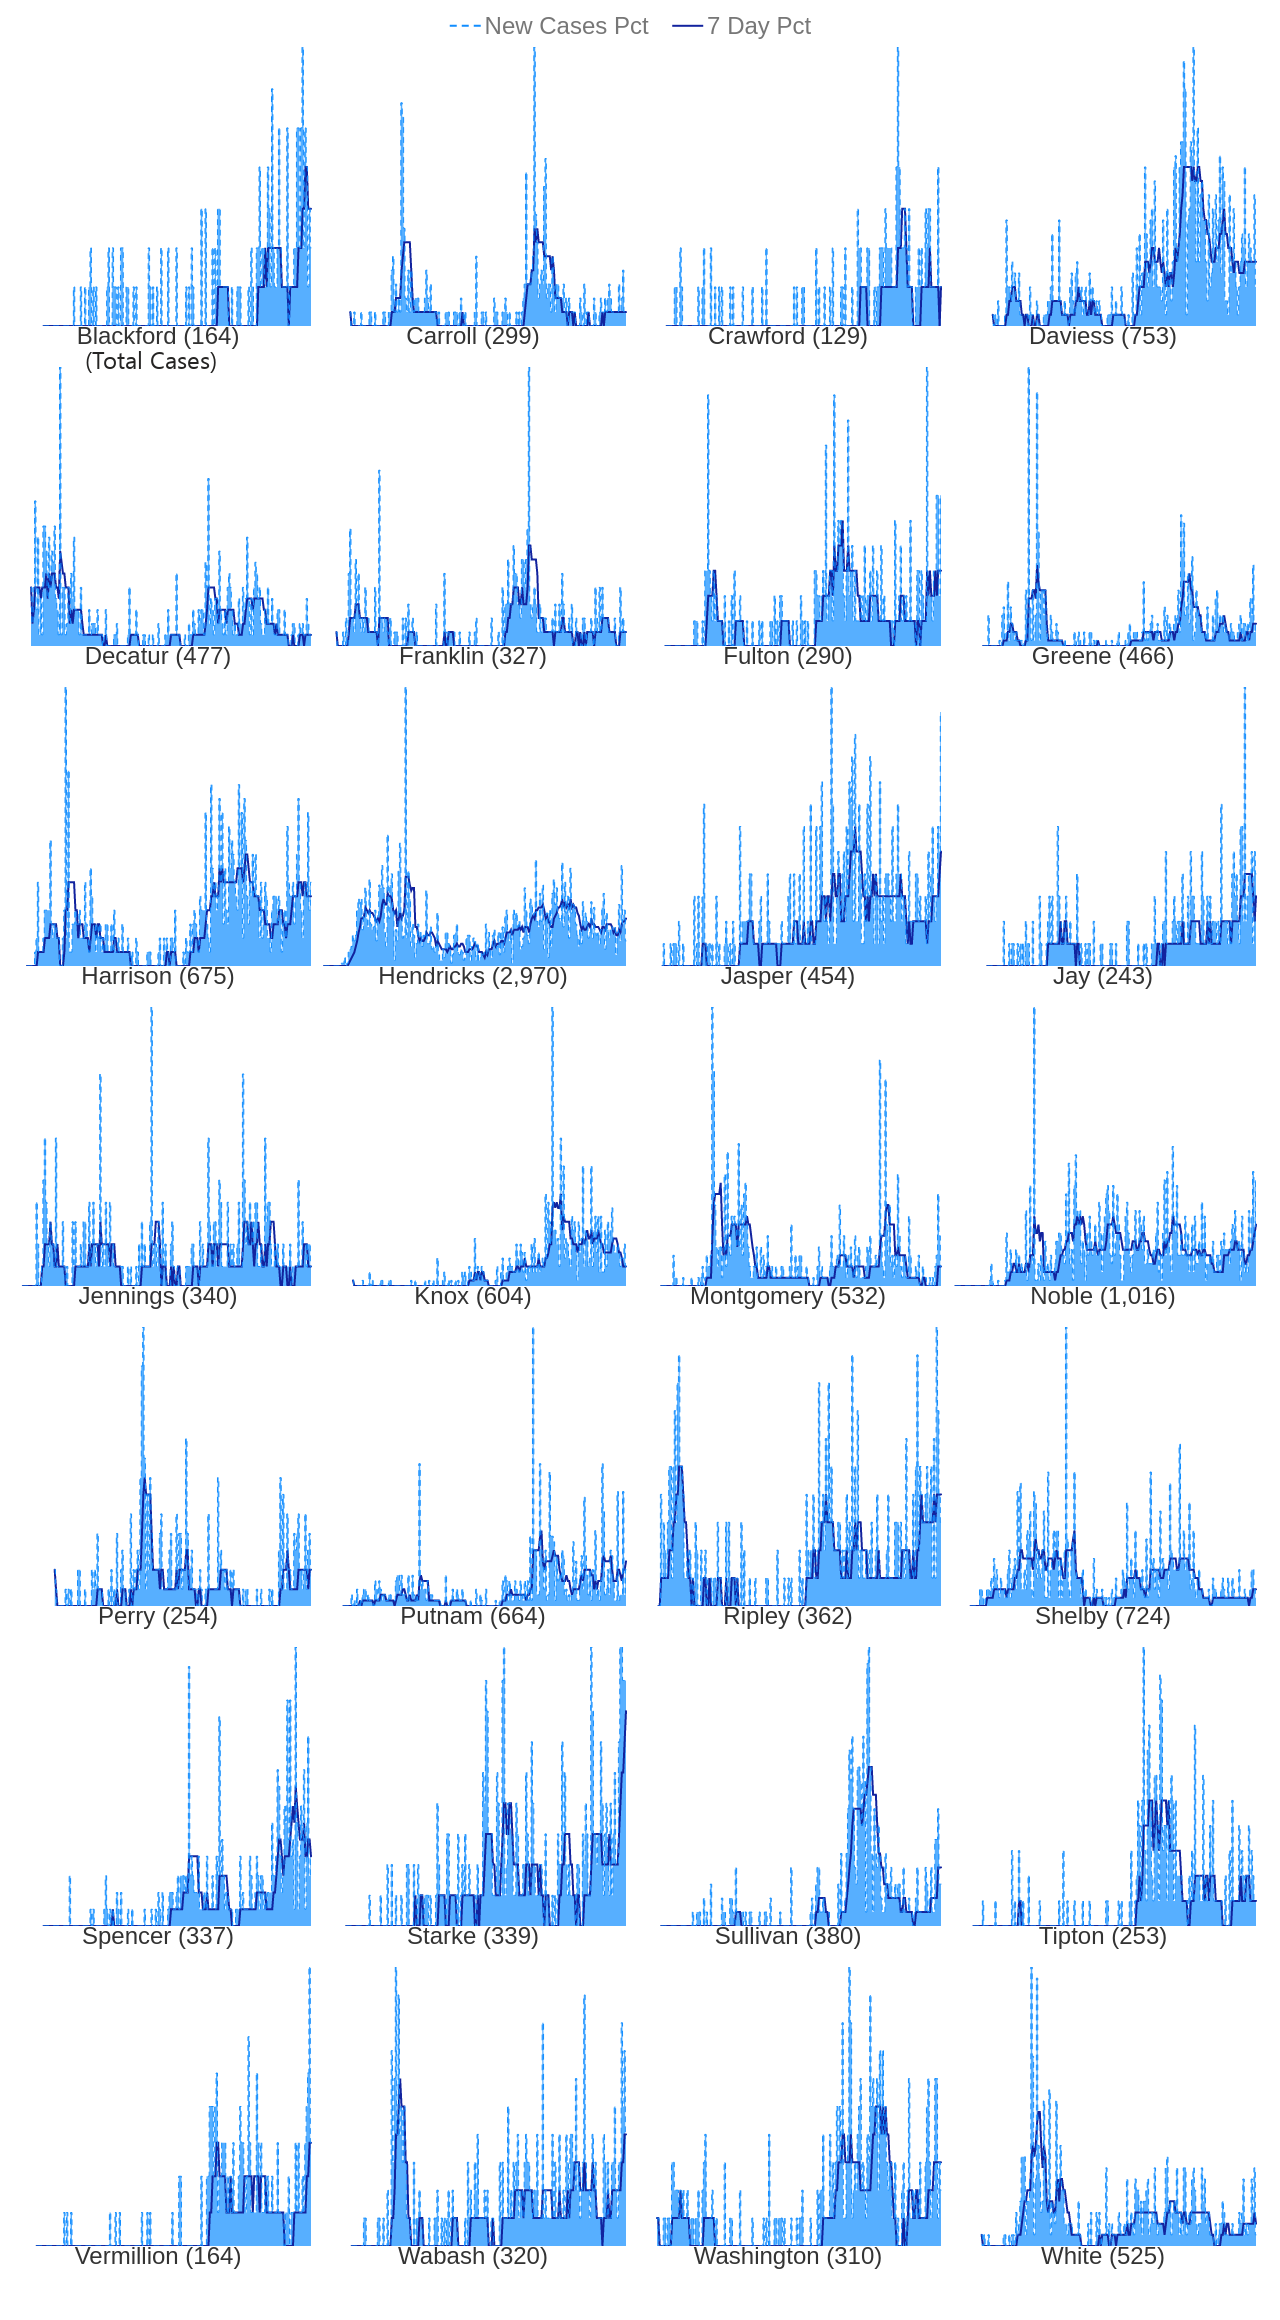 New Cases Pct 7 Day Pct
Blackford (164) Carroll (299) Crawford (129) Daviess (753)
(Total Cases)
Decatur (477) Franklin (327) Fulton (290) Greene (466)
Harrison (675) Hendricks (2,970) Jasper (454) Jay (243)
Jennings (340) Knox (604) Montgomery (532) Noble (1,016)
Perry (254) Putnam (664) Ripley (362) Shelby (724)
Spencer (337) Starke (339) Sullivan (380) Tipton (253)
Vermillion (164) Wabash (320) Washington (310) White (525)